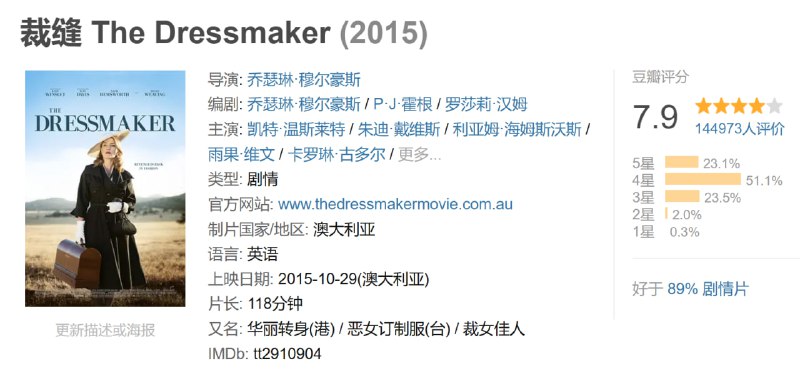 裁缝 The Dressmaker (2015)
THE
DRESSMAKER
更新描述或海报
导演: 乔瑟琳·穆尔豪斯
编剧: 乔瑟琳·穆尔豪斯 / P·J·霍根 / 罗莎莉·汉姆
主演: 凯特·温斯莱特 / 朱迪·戴维斯 / 利亚姆·海姆斯沃斯 /
雨果·维文 / 卡罗琳·古多尔 / 更多...
类型: 剧情
官方网站: www.thedressmakermovie.com.au
制片国家/地区: 澳大利亚
语言: 英语
上映日期: 2015-10-29(澳大利亚)
片长: 118分钟
又名: 华丽转身(港) / 恶女订制服(台) / 裁女佳人
IMDb: tt2910904
豆瓣评分
7.9
144973人评价
5星 23.1%
4星 51.1%
3星 23.5%
2星 2.0%
1星 0.3%
好于 89% 剧情片